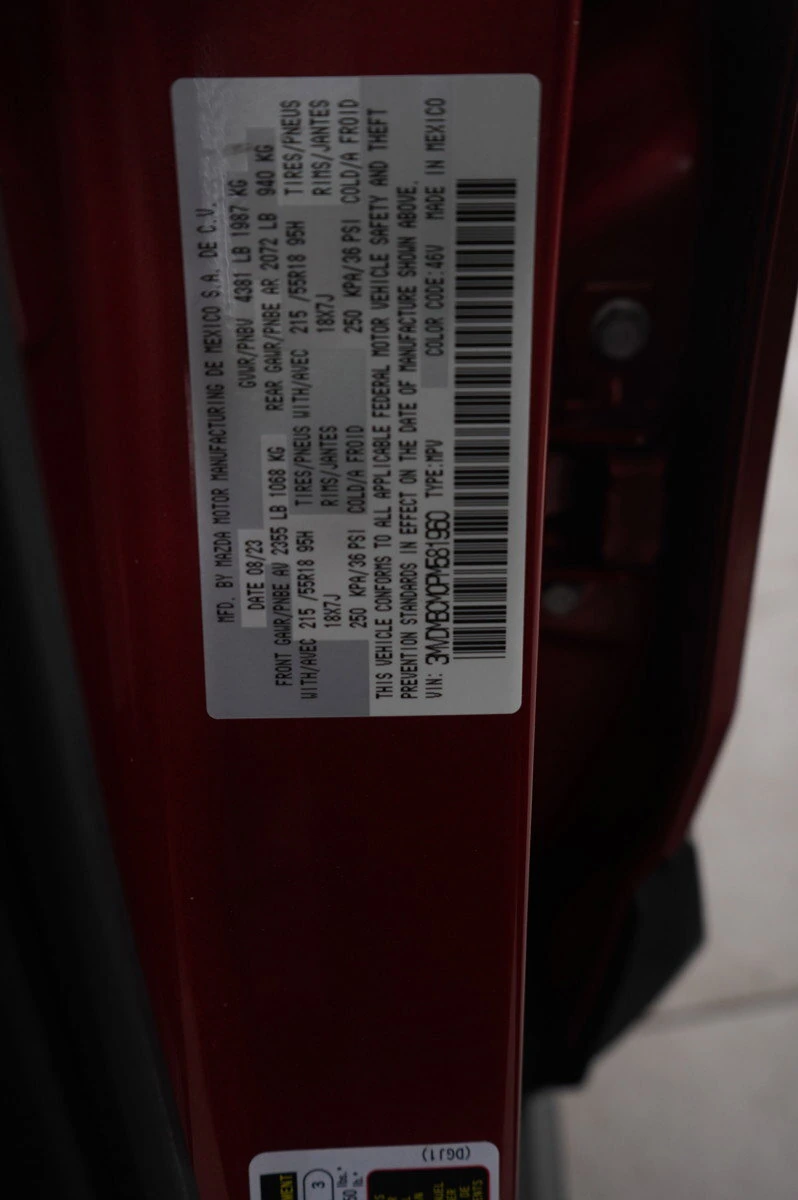 MFD. BY MAZDA MOTOR MANUFACTURING DE MEXICO S.A. DE C.V.
DATE 08/23 GVWR/PNBV 4381 LB 1987 KG
FRONT GAWR/PNBE AV 2355 LB 1068 KG REAR GAWR/PNBE AR 2072 LB 940 KG
WITH/AVEC 215 /55R18 95H TIRES/PNEUS WITH/AVEC 215 /55R18 95H TIRES/PNEUS
18X7J RIMS/JANTES 18X7J RIMS/JANTES
250 KPA/36 PSI COLD/A FROID 250 KPA/36 PSI COLD/A FROID
THIS VEHICLE CONFORMS TO ALL APPLICABLE FEDERAL MOTOR VEHICLE SAFETY AND THEFT
PREVENTION STANDARDS IN EFFECT ON THE DATE OF MANUFACTURE SHOWN ABOVE.
VIN: 3MVDMBCM0PM581960 TYPE:MPV COLOR CODE:46V MADE IN MEXICO
(DGJ1)
3
lbs.*